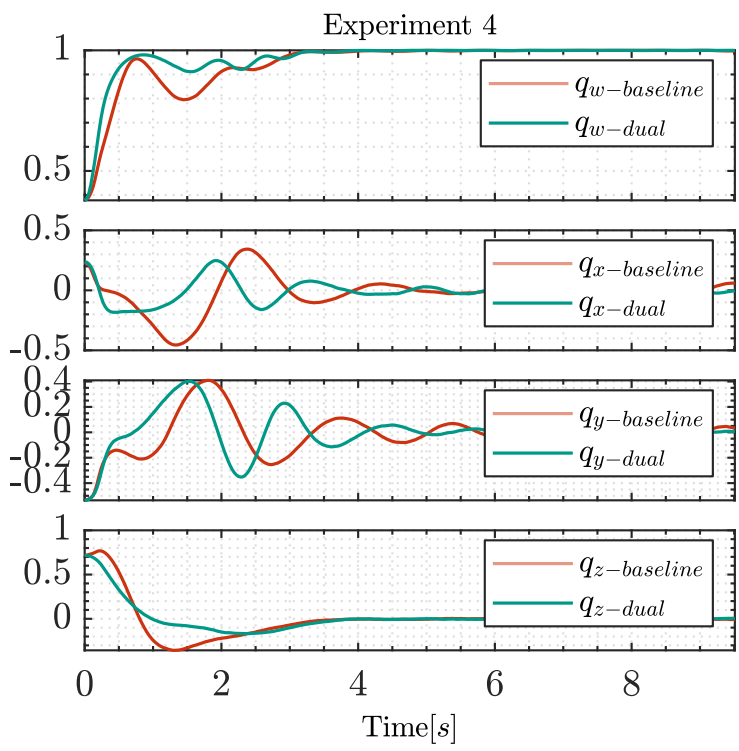 Experiment 4
1
0.5
q_{w-baseline}
q_{w-dual}
0.5
0
-0.5
q_{x-baseline}
q_{x-dual}
0.4
0.2
0
-0.2
-0.4
q_{y-baseline}
q_{y-dual}
1
0.5
0
q_{z-baseline}
q_{z-dual}
0 2 4 6 8
Time[s]